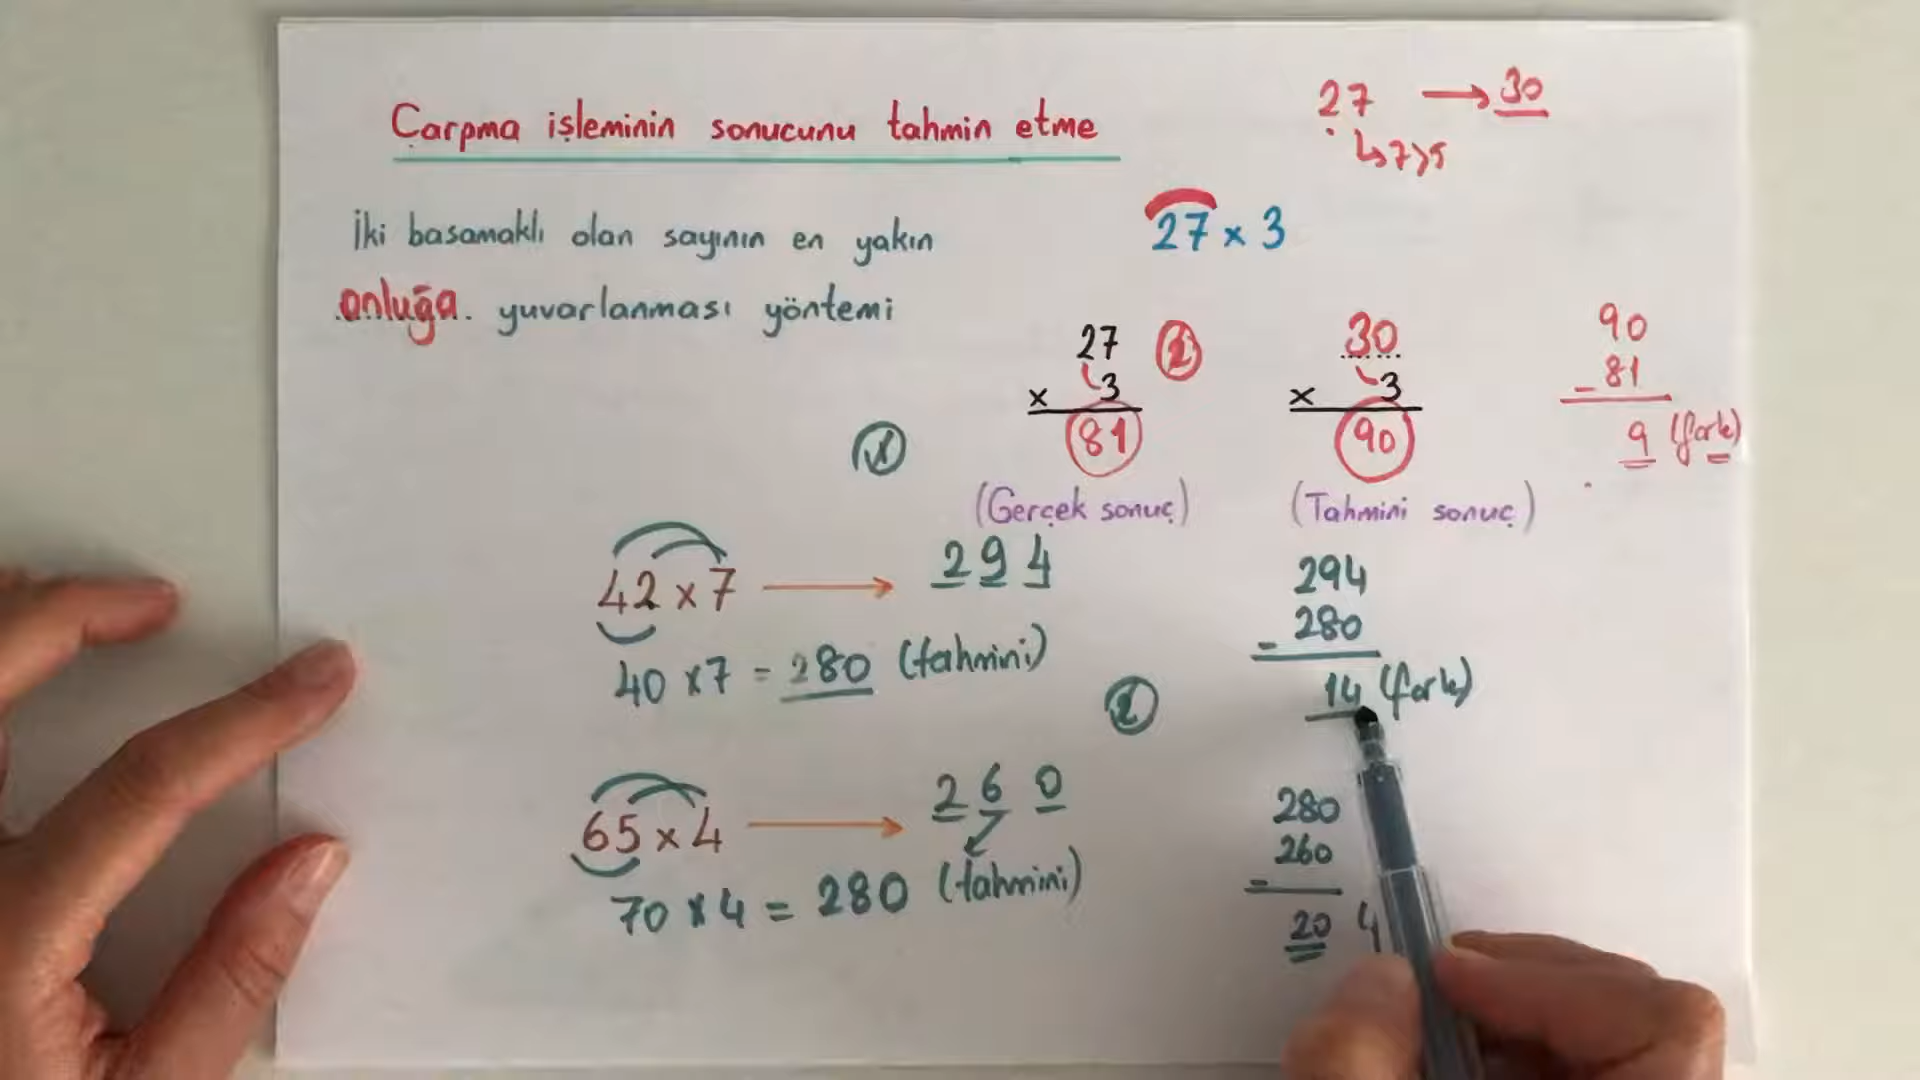 Çarpma işleminin sonucunu tahmin etme
27 → 30
↳ 7>5
İki basamaklı olan sayının en yakın
onluğa yuvarlanması yöntemi
27 x 3
27
x 3
81
(Gerçek sonuç)
30
x 3
90
(Tahmini sonuç)
90
- 81
9 (fark)
42 x 7 → 294
40 x 7 = 280 (tahmini)
294
- 280
14 (fark)
65 x 4 → 260
70 x 4 = 280 (tahmini)
280
- 260
20